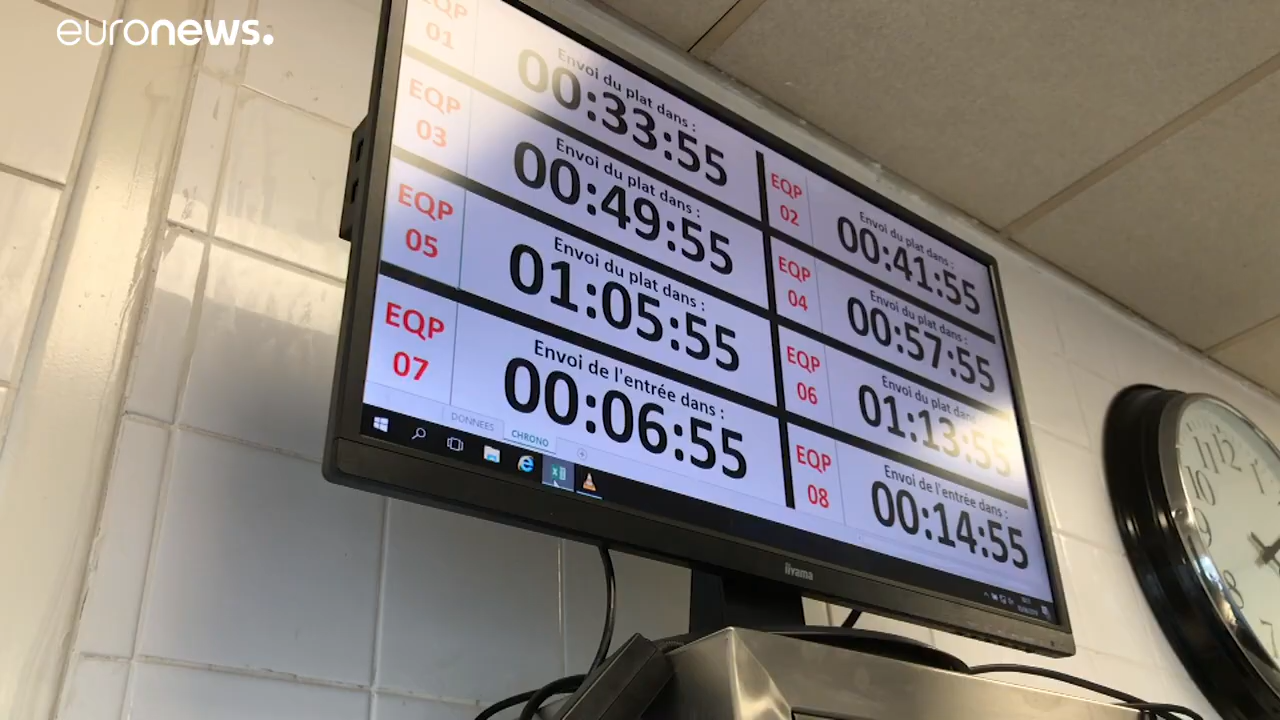 euronews.
EQP
01
Envoi du plat dans :
00:33:55
EQP
02
Envoi du plat dans :
00:41:55
EQP
03
Envoi du plat dans :
00:49:55
EQP
04
Envoi du plat dans :
00:57:55
EQP
05
Envoi du plat dans :
01:05:55
EQP
06
Envoi du plat dans
01:13:55
EQP
07
Envoi de l'entrée dans :
00:06:55
EQP
08
Envoi de l'entrée dans :
00:14:55
DONNEES
CHRONO
iiyama
11
12
1
10
9
8
7